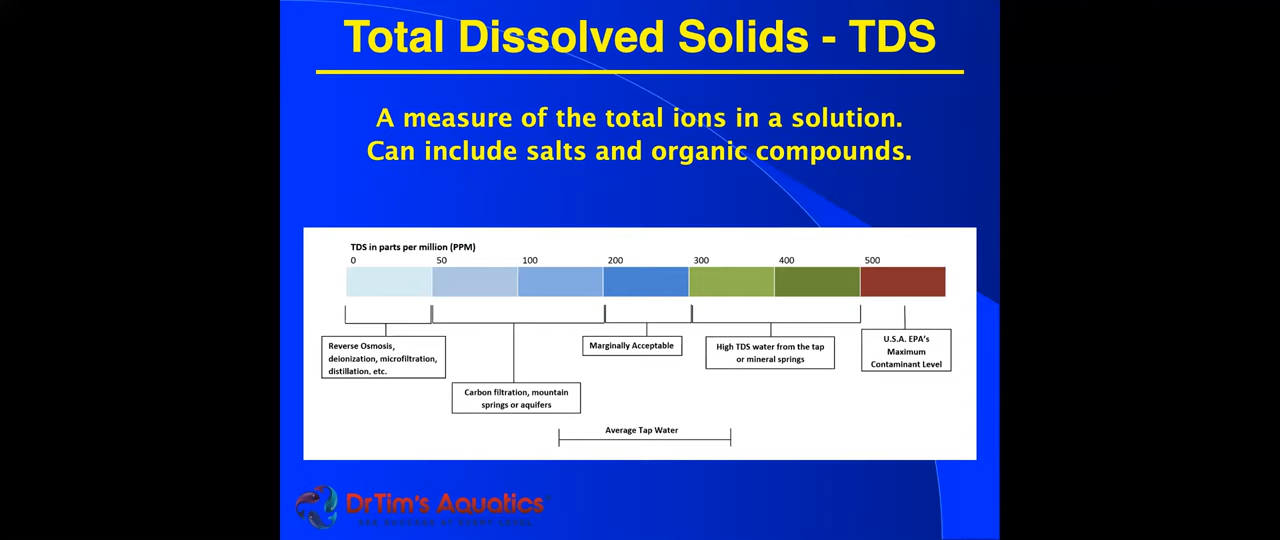 Total Dissolved Solids - TDS
A measure of the total ions in a solution.
Can include salts and organic compounds.
TDS in parts per million (PPM)
0 50 100 200 300 400 500
Reverse Osmosis,
deionization, microfiltration,
distillation, etc.
Carbon filtration, mountain
springs or aquifers
Marginally Acceptable
High TDS water from the tap
or mineral springs
U.S.A. EPA's
Maximum
Contaminant Level
Average Tap Water
DrTim's Aquatics